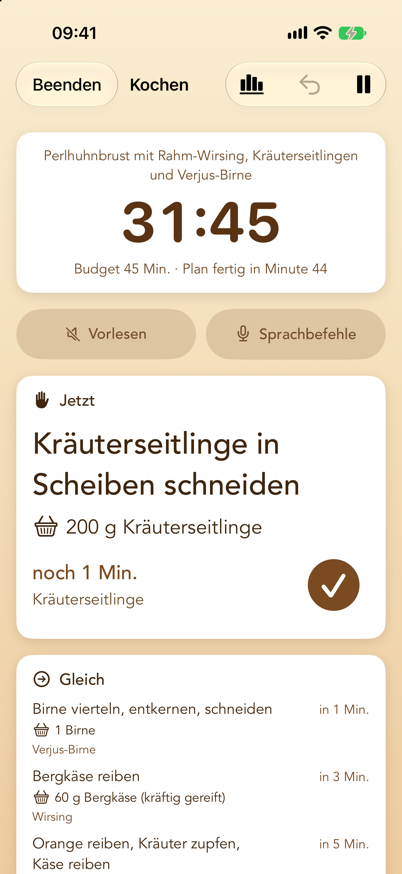 09:41
Beenden
Kochen
Perlhuhnbrust mit Rahm-Wirsing, Kräuterseitlingen
und Verjus-Birne
31:45
Budget 45 Min. · Plan fertig in Minute 44
Vorlesen
Sprachbefehle
Jetzt
Kräuterseitlinge in
Scheiben schneiden
200 g Kräuterseitlinge
noch 1 Min.
Kräuterseitlinge
Gleich
Birne vierteln, entkernen, schneiden
in 1 Min.
1 Birne
Verjus-Birne
Bergkäse reiben
in 3 Min.
60 g Bergkäse (kräftig gereift)
Wirsing
Orange reiben, Kräuter zupfen,
in 5 Min.
Käse reiben